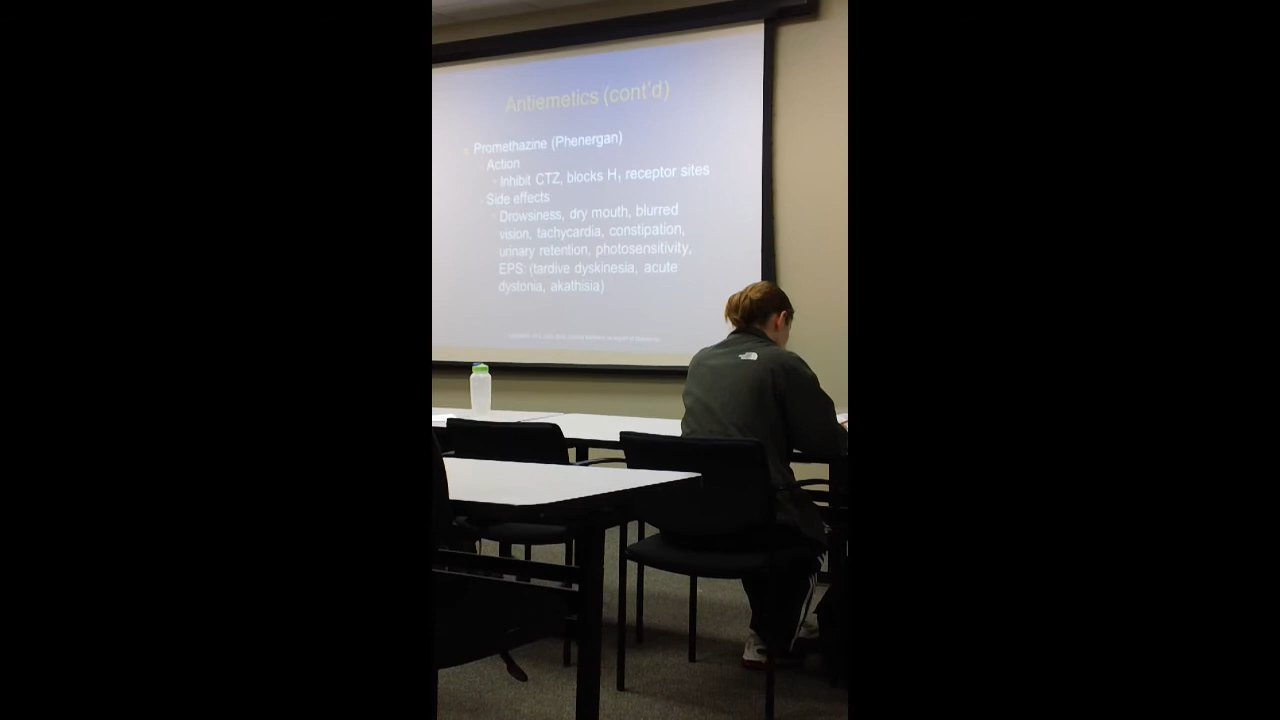 Antiemetics (cont'd)
Promethazine (Phenergan)
Action
Inhibit CTZ, blocks H₁ receptor sites
Side effects
Drowsiness, dry mouth, blurred
vision, tachycardia, constipation,
urinary retention, photosensitivity,
EPS: (tardive dyskinesia, acute
dystonia, akathisia)